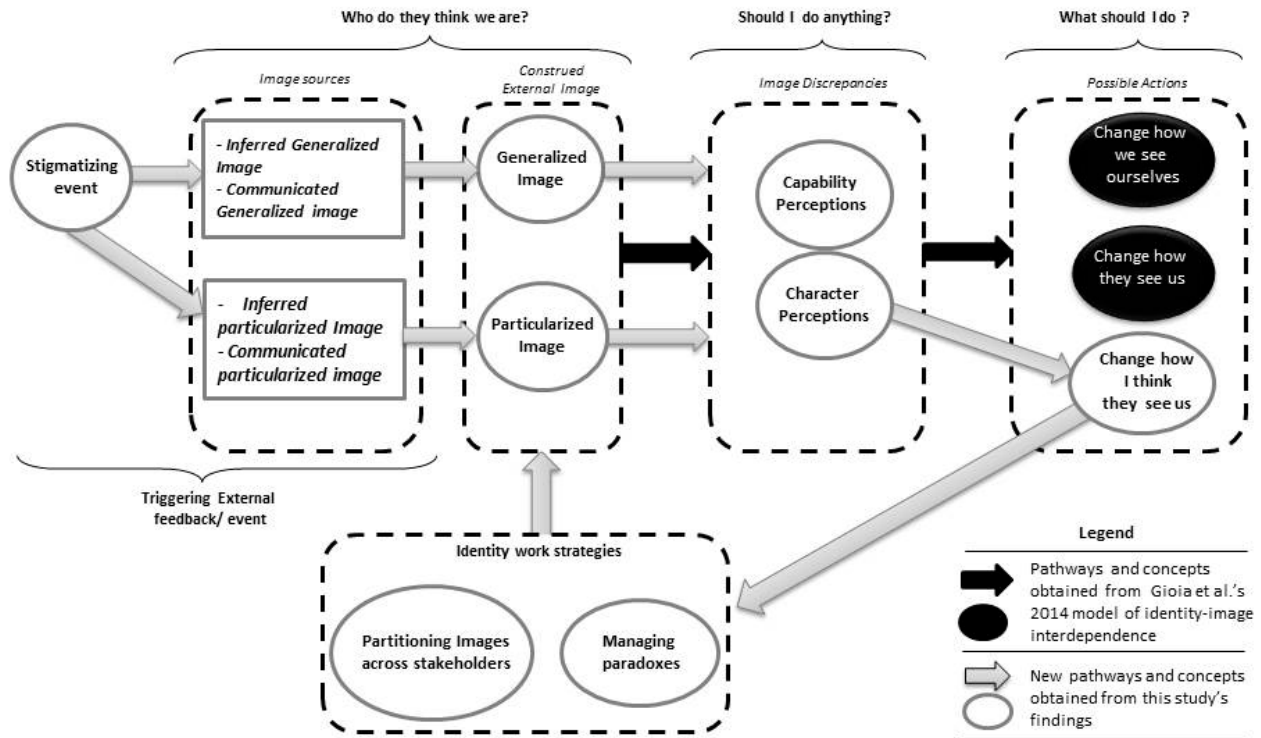 Who do they think we are?
Should I do anything?
What should I do ?
Image sources
Construed
External Image
Image Discrepancies
Possible Actions
Stigmatizing
event
- Inferred Generalized
Image
- Communicated
Generalized image
Generalized
Image
Capability
Perceptions
Change how
we see
ourselves
Change how
they see us
- Inferred
particularized Image
- Communicated
particularized image
Particularized
Image
Character
Perceptions
Change how
I think
they see us
Triggering External
feedback/ event
Identity work strategies
Partitioning Images
across stakeholders
Managing
paradoxes
Legend
Pathways and concepts
obtained from Gioia et al.'s
2014 model of identity-image
interdependence
New pathways and concepts
obtained from this study's
findings